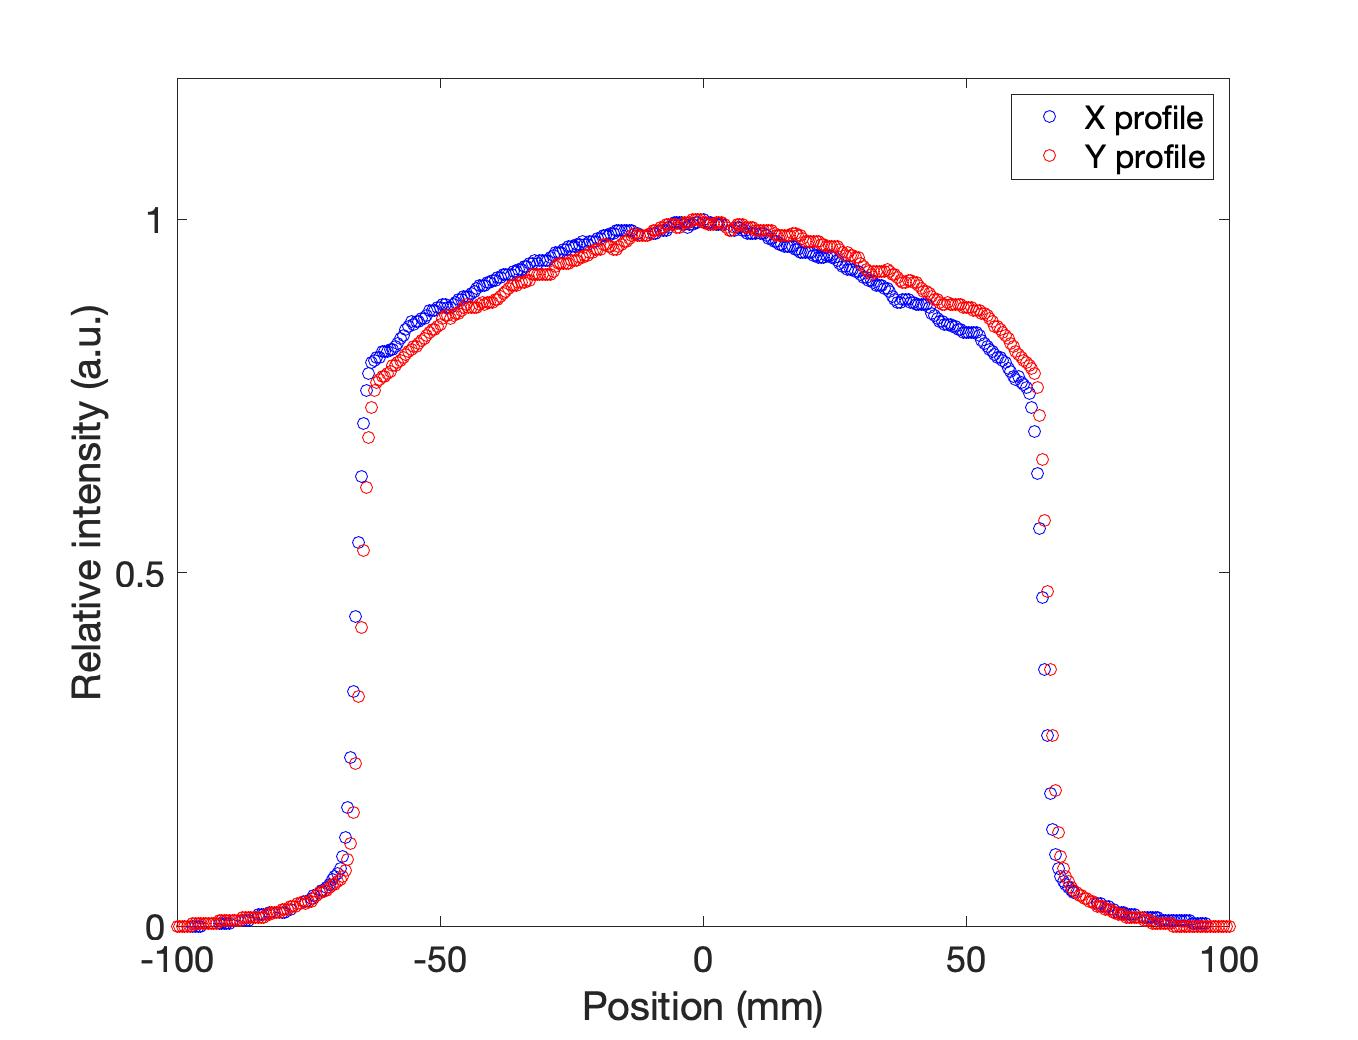 X profile
Y profile
1
0.5
0
-100
-50
0
50
100
Position (mm)
Relative intensity (a.u.)